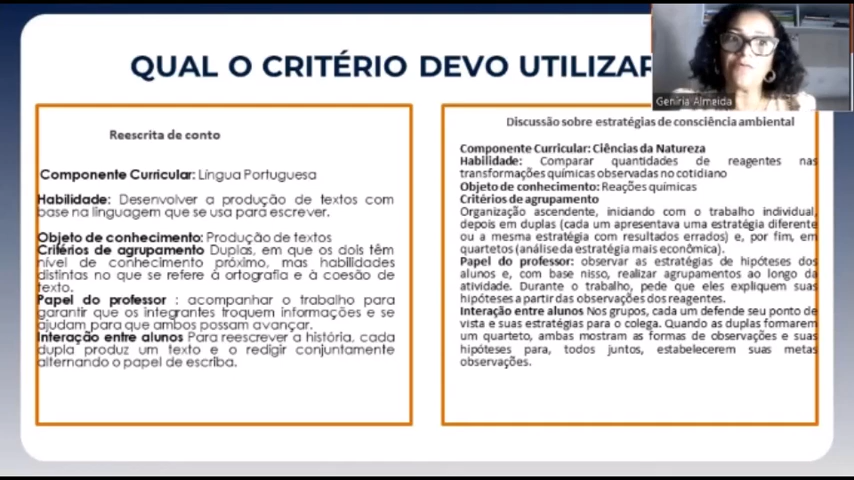 QUAL O CRITÉRIO DEVO UTILIZAR
Geniria Almeida
Reescrita de conto
Componente Curricular: Língua Portuguesa
Habilidade: Desenvolver a produção de textos com
base na linguagem que se usa para escrever.
Objeto de conhecimento: Produção de textos
Critérios de agrupamento Duplas, em que os dois têm
nível de conhecimento próximo, mas habilidades
distintas no que se refere à ortografia e à coesão de
texto.
Papel do professor : acompanhar o trabalho para
garantir que os integrantes troquem informações e se
ajudam para que ambos possam avançar.
Interação entre alunos Para reescrever a história, cada
dupla produz um texto e o redigir conjuntamente
alternando o papel de escriba.
Discussão sobre estratégias de consciência ambiental
Componente Curricular: Ciências da Natureza
Habilidade: Comparar quantidades de reagentes nas
transformações químicas observadas no cotidiano
Objeto de conhecimento: Reações químicas
Critérios de agrupamento
Organização ascendente, iniciando com o trabalho individual,
depois em duplas (cada um apresentava uma estratégia diferente
ou a mesma estratégia com resultados errados) e, por fim, em
quartetos (análise da estratégia mais econômica).
Papel do professor: observar as estratégias de hipóteses dos
alunos e, com base nisso, realizar agrupamentos ao longo da
atividade. Durante o trabalho, pede que eles expliquem suas
hipóteses a partir das observações dos reagentes.
Interação entre alunos Nos grupos, cada um defende seu ponto de
vista e suas estratégias para o colega. Quando as duplas formarem
um quarteto, ambas mostram as formas de observações e suas
hipóteses para, todos juntos, estabelecerem suas metas
observações.